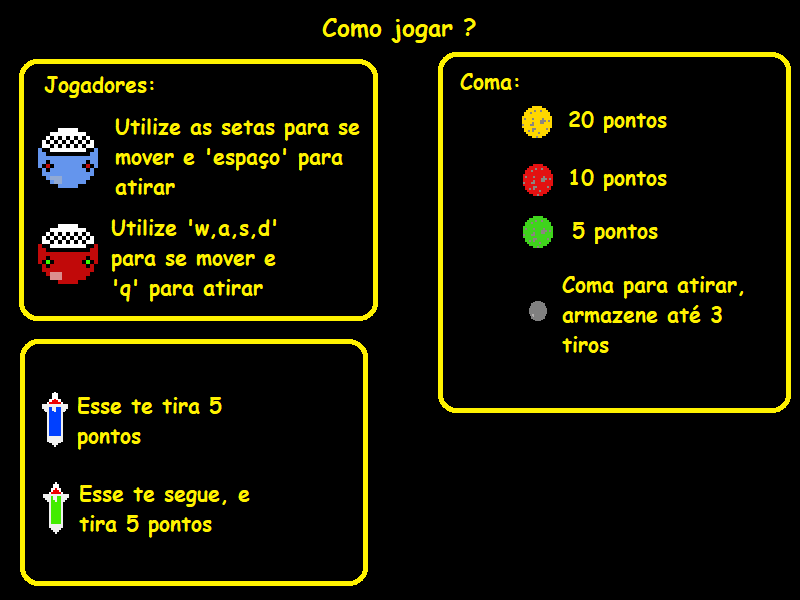 Como jogar ?
Jogadores:
Utilize as setas para se
mover e 'espaço' para
atirar
Utilize 'w,a,s,d'
para se mover e
'q' para atirar
Esse te tira 5
pontos
Esse te segue, e
tira 5 pontos
Coma:
20 pontos
10 pontos
5 pontos
Coma para atirar,
armazene até 3
tiros